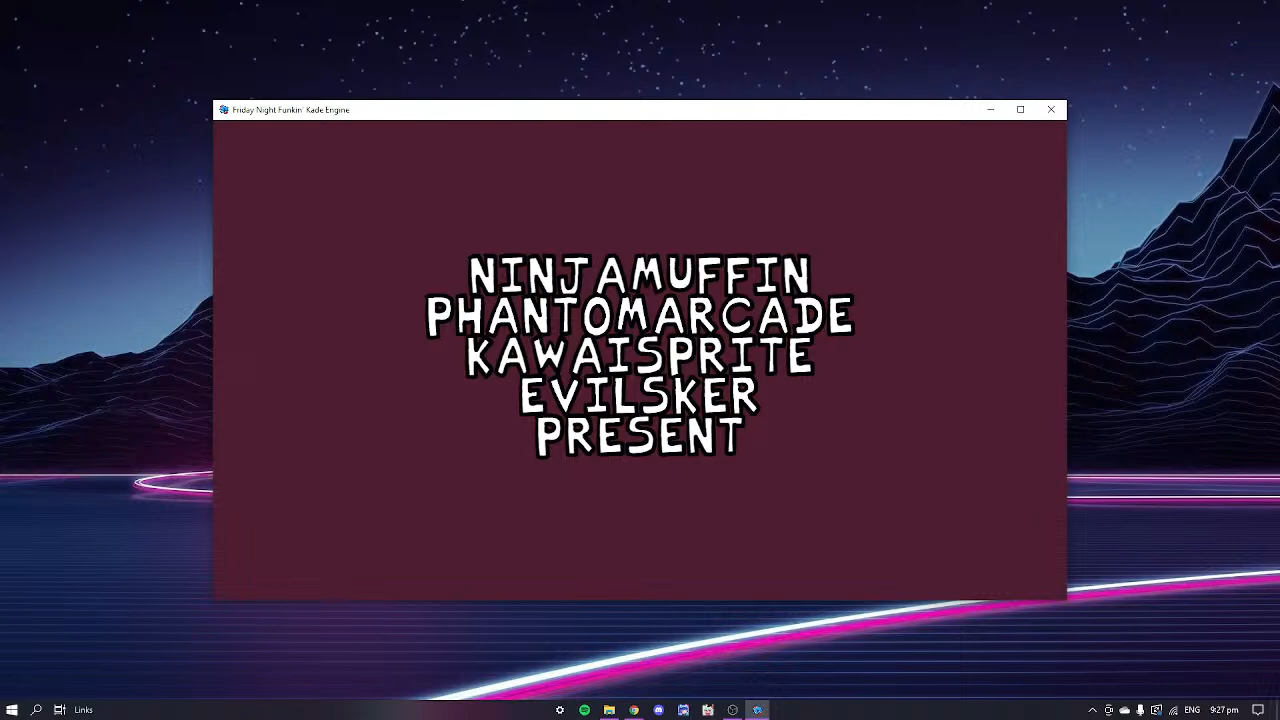 Friday Night Funkin' Kade Engine
NINJAMUFFIN
PHANTOMARCADE
KAWAISPRITE
EVILSKER
PRESENT
Links
ENG
9:27 pm